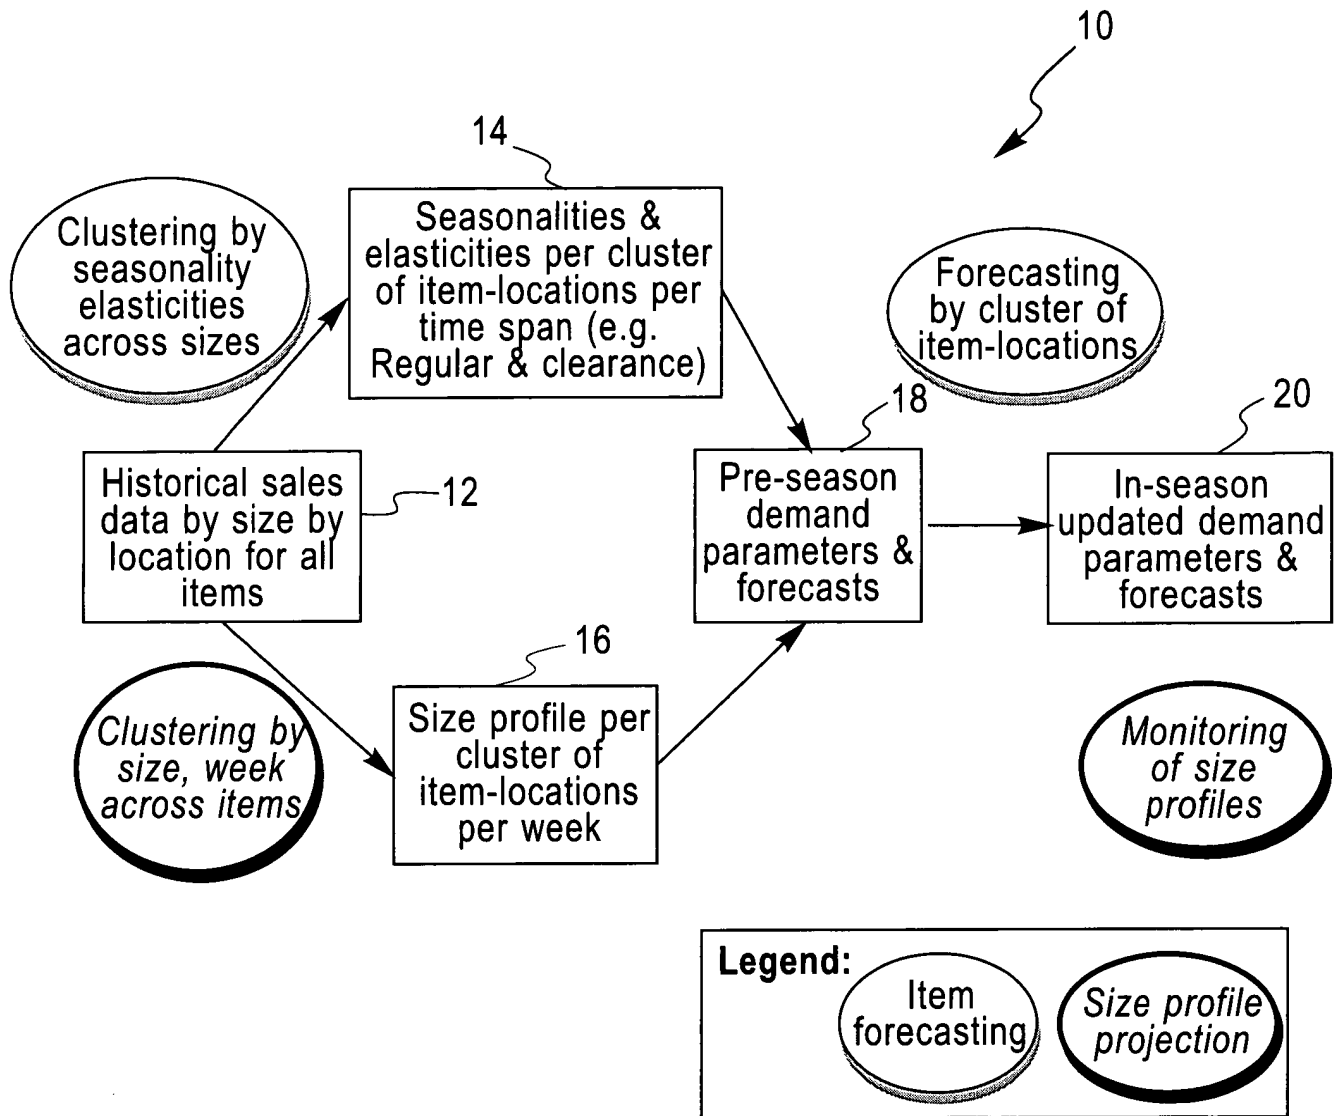 10
14
Clustering by
seasonality
elasticities
across sizes
Seasonalities &
elasticities per cluster
of item-locations per
time span (e.g.
Regular & clearance)
Forecasting
by cluster of
item-locations
18
20
Historical sales
data by size by
location for all
items
12
Pre-season
demand
parameters &
forecasts
In-season
updated demand
parameters &
forecasts
16
Clustering by
size, week
across items
Size profile per
cluster of
item-locations
per week
Monitoring
of size
profiles
Legend:
Item
forecasting
Size profile
projection